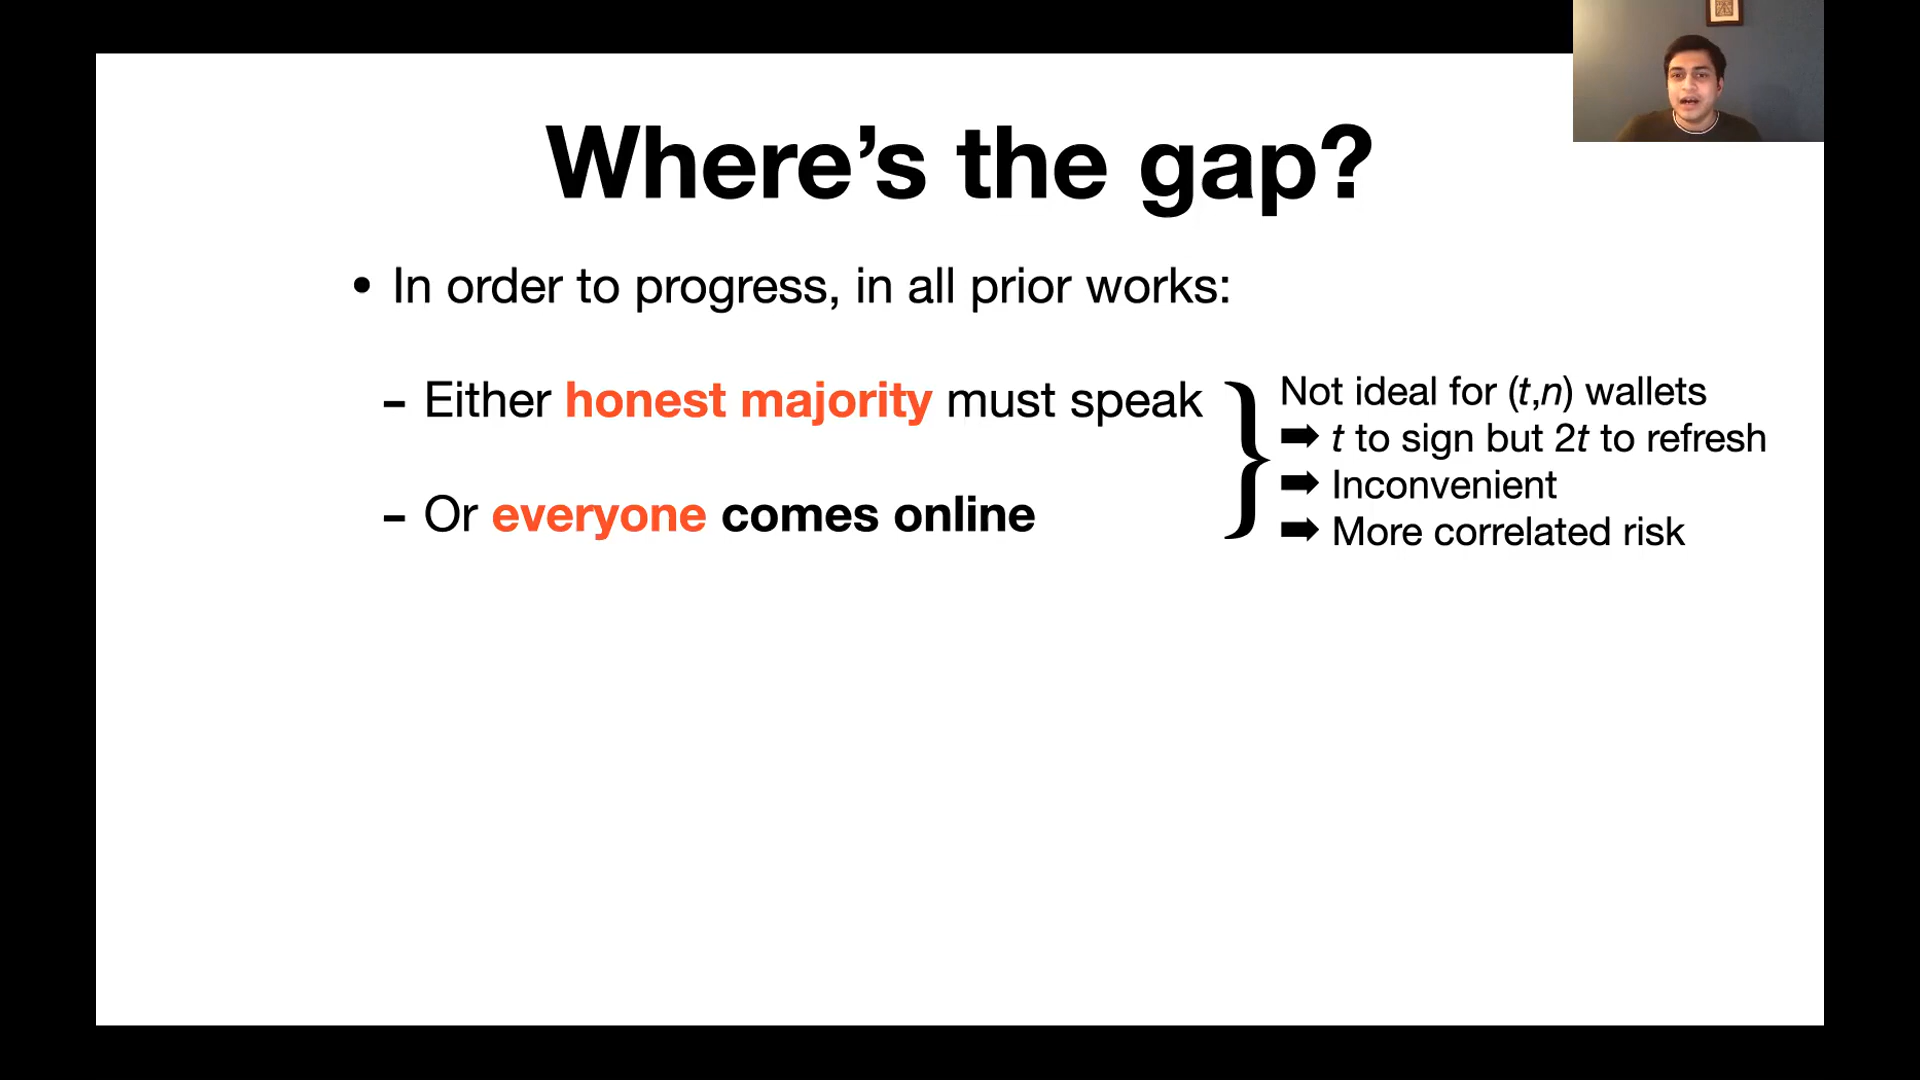 Where’s the gap?
• In order to progress, in all prior works:
- Either honest majority must speak
- Or everyone comes online
Not ideal for (t,n) wallets
➡ t to sign but 2t to refresh
➡ Inconvenient
➡ More correlated risk